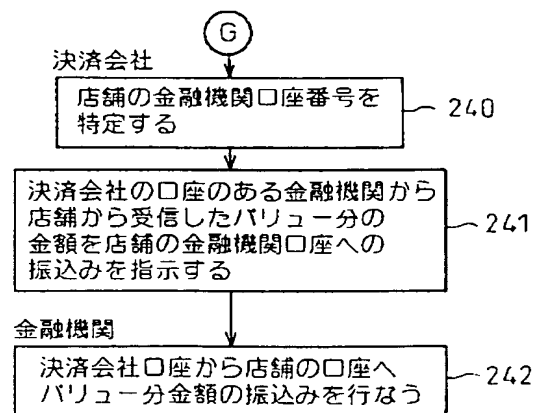 G
決済会社
店舗の金融機関口座番号を
特定する
240
決済会社の口座のある金融機関から
店舗から受信したバリュー分の
金額を店舗の金融機関口座への
振込みを指示する
241
金融機関
決済会社口座から店舗の口座へ
バリュー分金額の振込みを行なう
242